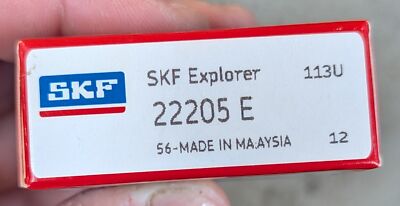 SKF
SKF Explorer 113U
22205 E
56-MADE IN MA.AYSIA 12